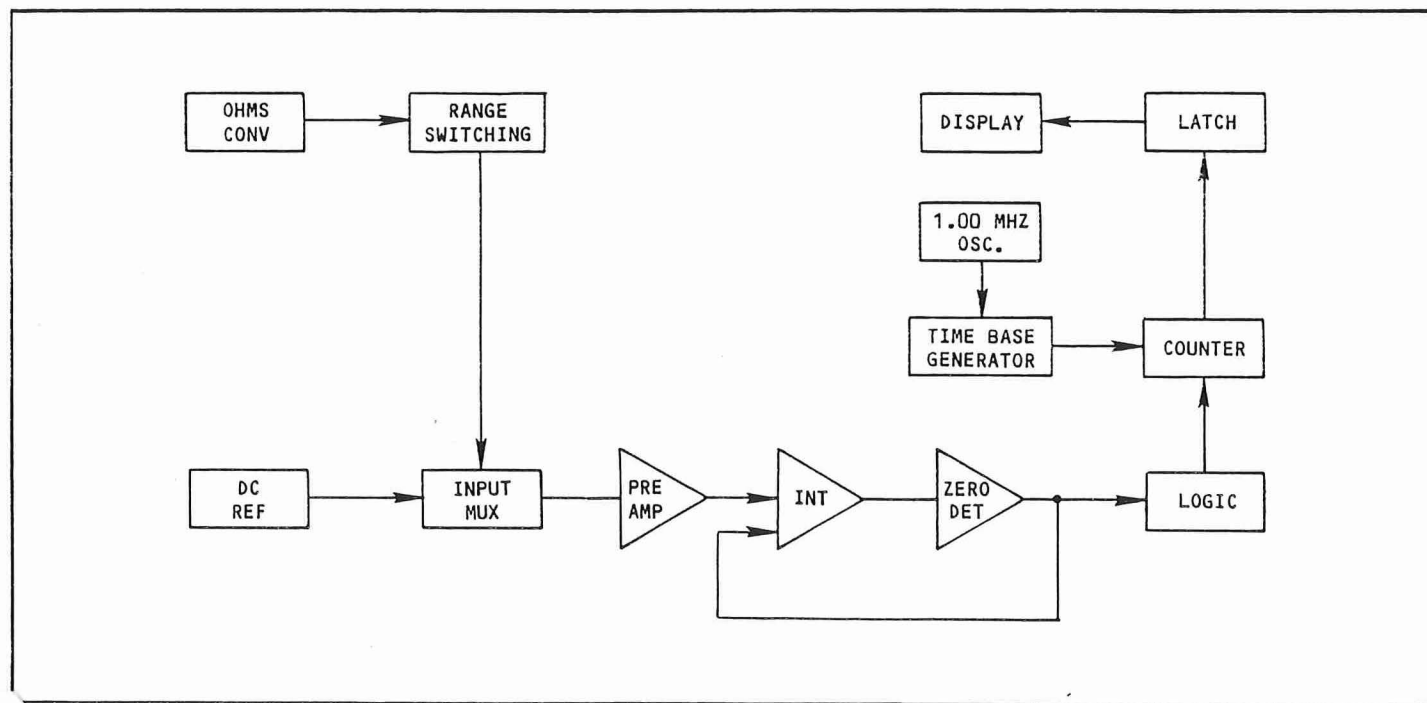 OHMS
CONV
RANGE
SWITCHING
DISPLAY
LATCH
1.00 MHZ
OSC.
TIME BASE
GENERATOR
COUNTER
DC
REF
INPUT
MUX
PRE
AMP
INT
ZERO
DET
LOGIC